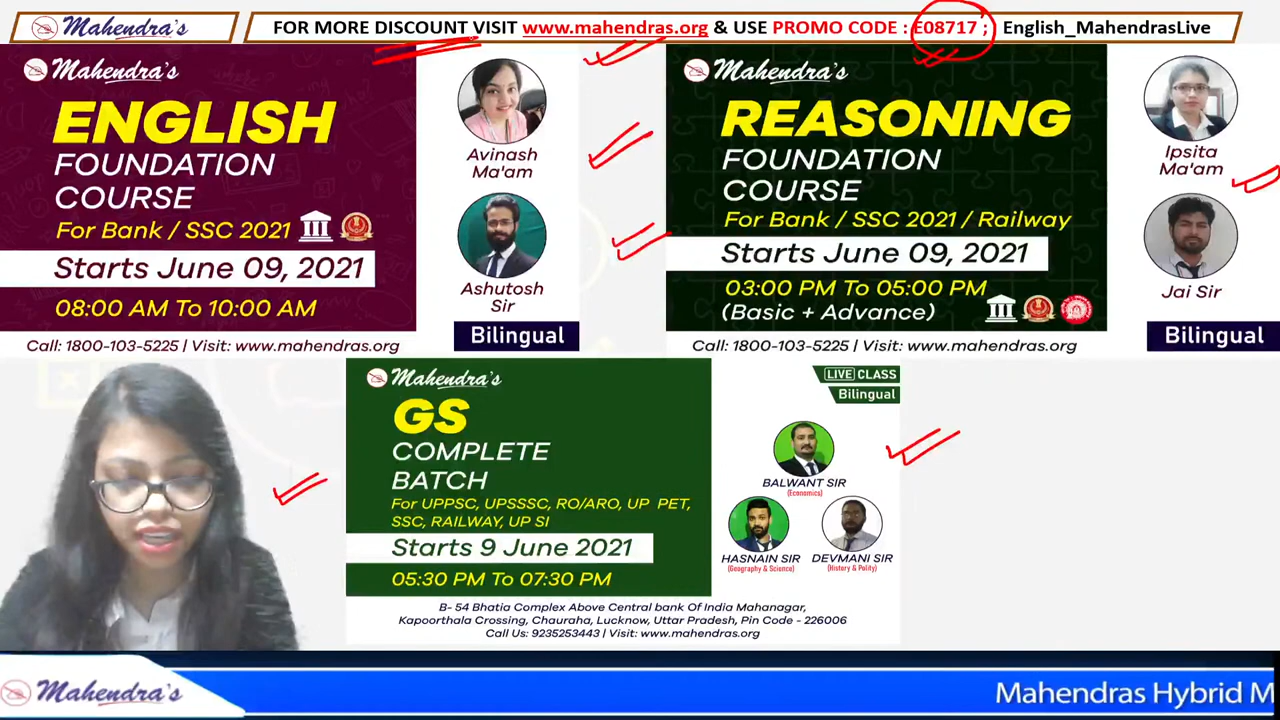 Mahendra's
FOR MORE DISCOUNT VISIT www.mahendras.org & USE PROMO CODE : E08717 ; English_MahendrasLive
Mahendra's
ENGLISH
FOUNDATION
COURSE
For Bank / SSC 2021
Starts June 09, 2021
08:00 AM To 10:00 AM
Avinash
Ma'am
Ashutosh
Sir
Bilingual
Call: 1800-103-5225 | Visit: www.mahendras.org
Mahendra's
REASONING
FOUNDATION
COURSE
For Bank / SSC 2021 / Railway
Starts June 09, 2021
03:00 PM To 05:00 PM
(Basic + Advance)
Ipsita
Ma'am
Jai Sir
Bilingual
Call: 1800-103-5225 | Visit: www.mahendras.org
Mahendra's
GS
COMPLETE
BATCH
For UPPSC, UPSSSC, RO/ARO, UP PET,
SSC, RAILWAY, UP SI
Starts 9 June 2021
05:30 PM To 07:30 PM
LIVE CLASS
Bilingual
BALWANT SIR
(Economics)
HASNAIN SIR
(Geography & Science)
DEVMANI SIR
(History & Polity)
B- 54 Bhatia Complex Above Central bank Of India Mahanagar,
Kapoorthala Crossing, Chauraha, Lucknow, Uttar Pradesh, Pin Code - 226006
Call Us: 9235253443 | Visit: www.mahendras.org
Mahendra's
Mahendras Hybrid M